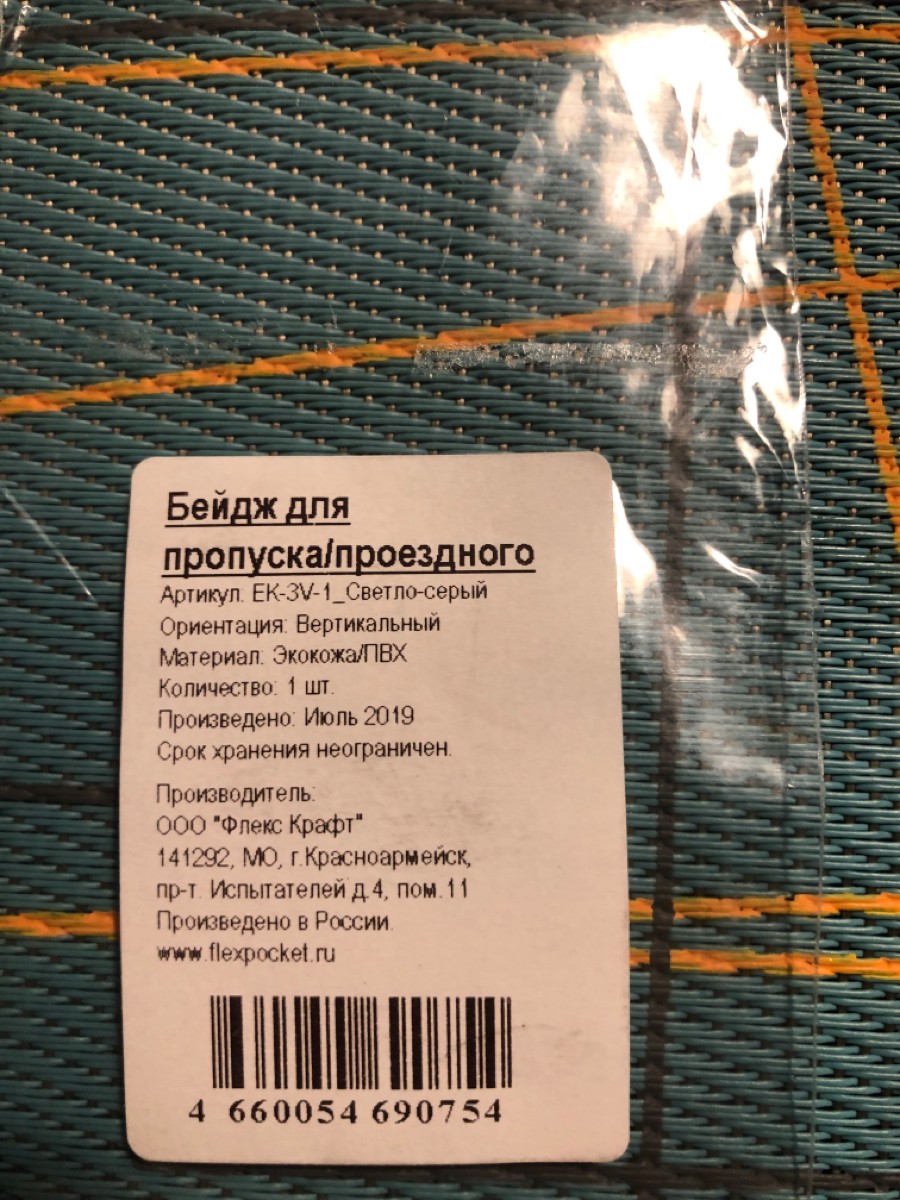 Бейдж для
пропуска/проездного
Артикул: EK-3V-1_Светло-серый
Ориентация: Вертикальный
Материал: Экокожа/ПВХ
Количество: 1 шт.
Произведено: Июль 2019
Срок хранения неограничен.
Производитель:
ООО "Флекс Крафт"
141292, МО, г.Красноармейск,
пр-т. Испытателей д.4, пом.11
Произведено в России.
www.flexpocket.ru
4 660054 690754